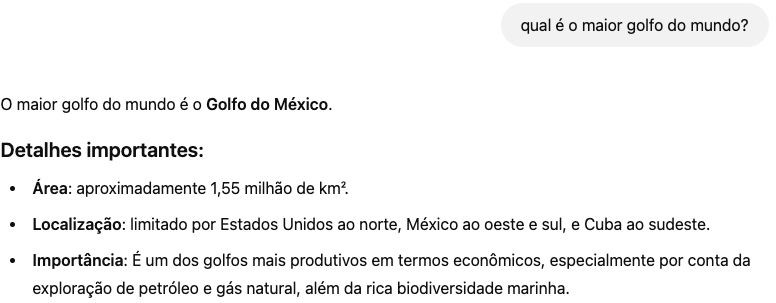 qual é o maior golfo do mundo?
O maior golfo do mundo é o Golfo do México.
Detalhes importantes:
• Área: aproximadamente 1,55 milhão de km².
• Localização: limitado por Estados Unidos ao norte, México ao oeste e sul, e Cuba ao sudeste.
• Importância: É um dos golfos mais produtivos em termos econômicos, especialmente por conta da
exploração de petróleo e gás natural, além da rica biodiversidade marinha.